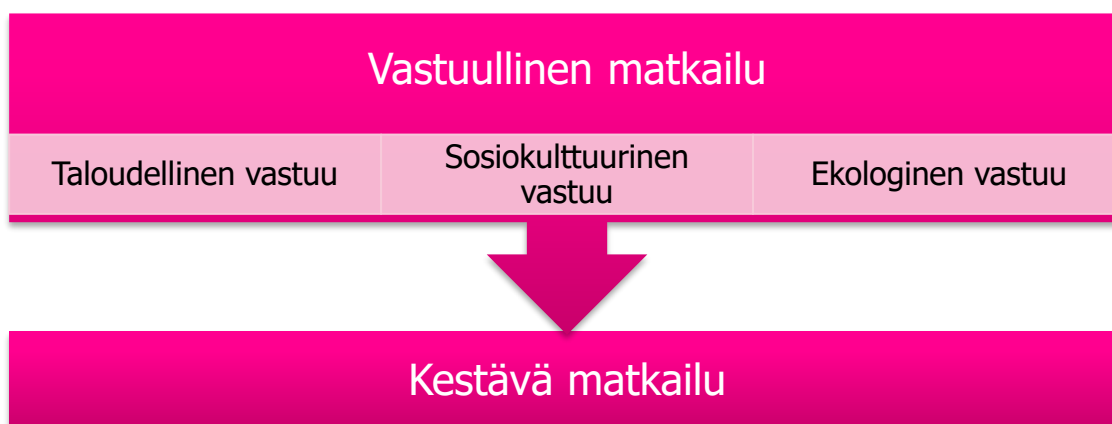 Vastuullinen matkailu
Taloudellinen vastuu
Sosiokulttuurinen
vastuu
Ekologinen vastuu
Kestävä matkailu